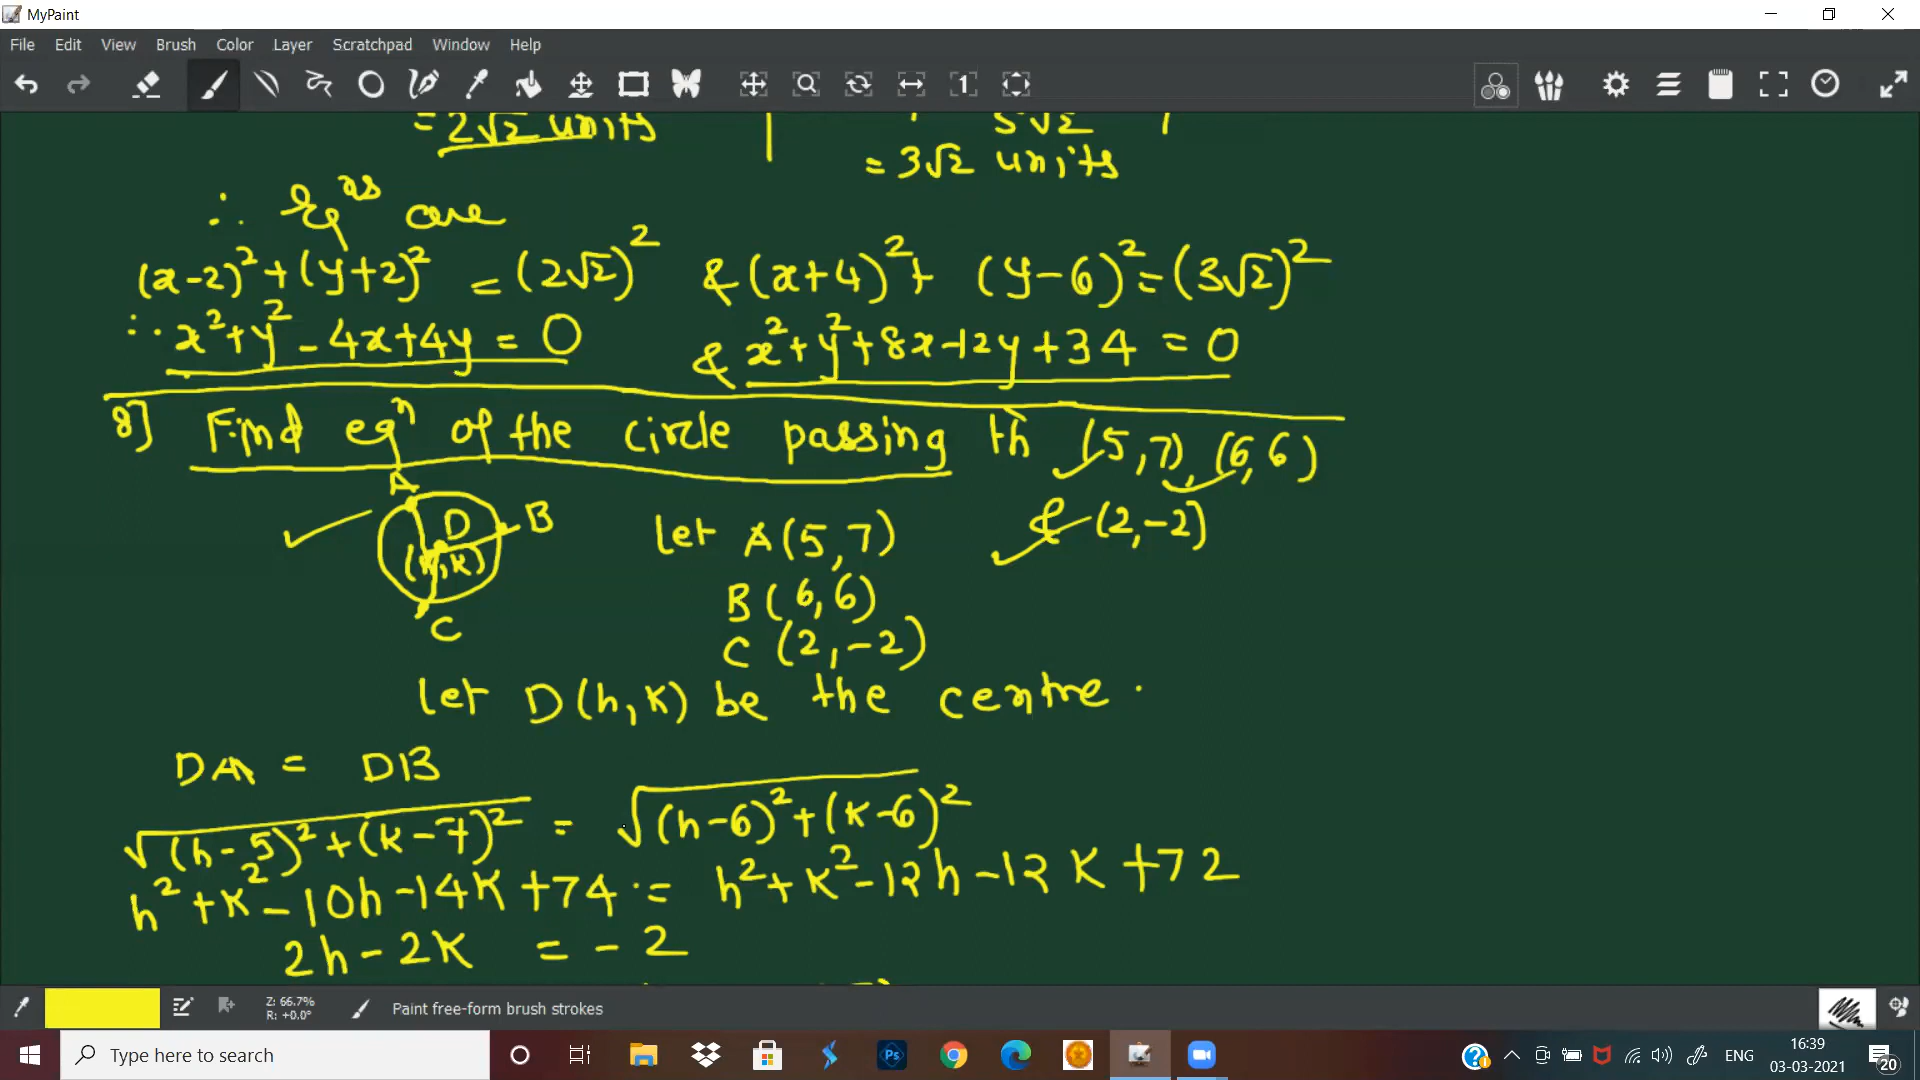 MyPaint
File Edit View Brush Color Layer Scratchpad Window Help
= 2√2 units
= 3√2 units
∴ Eqns are
(x-2)²+(y+2)² = (2√2)² & (x+4)²+ (y-6)²=(3√2)²
∴ x²+y²-4x+4y = 0 & x²+y²+8x-12y+34 = 0
8] Find eqⁿ of the circle passing th (5,7), (6,6)
& (2,-2)
A
D
B
(h,k)
C
let A(5,7)
B(6,6)
C(2,-2)
let D(h,k) be the centre.
DA = DB
√(h-5)²+(k-7)² = √(h-6)²+(k-6)²
h²+k²-10h-14k+74 = h²+k²-12h-12k+72
2h-2k = -2
Z: 66.7%
R: +0.0°
Paint free-form brush strokes
Type here to search
ENG
16:39
03-03-2021
20